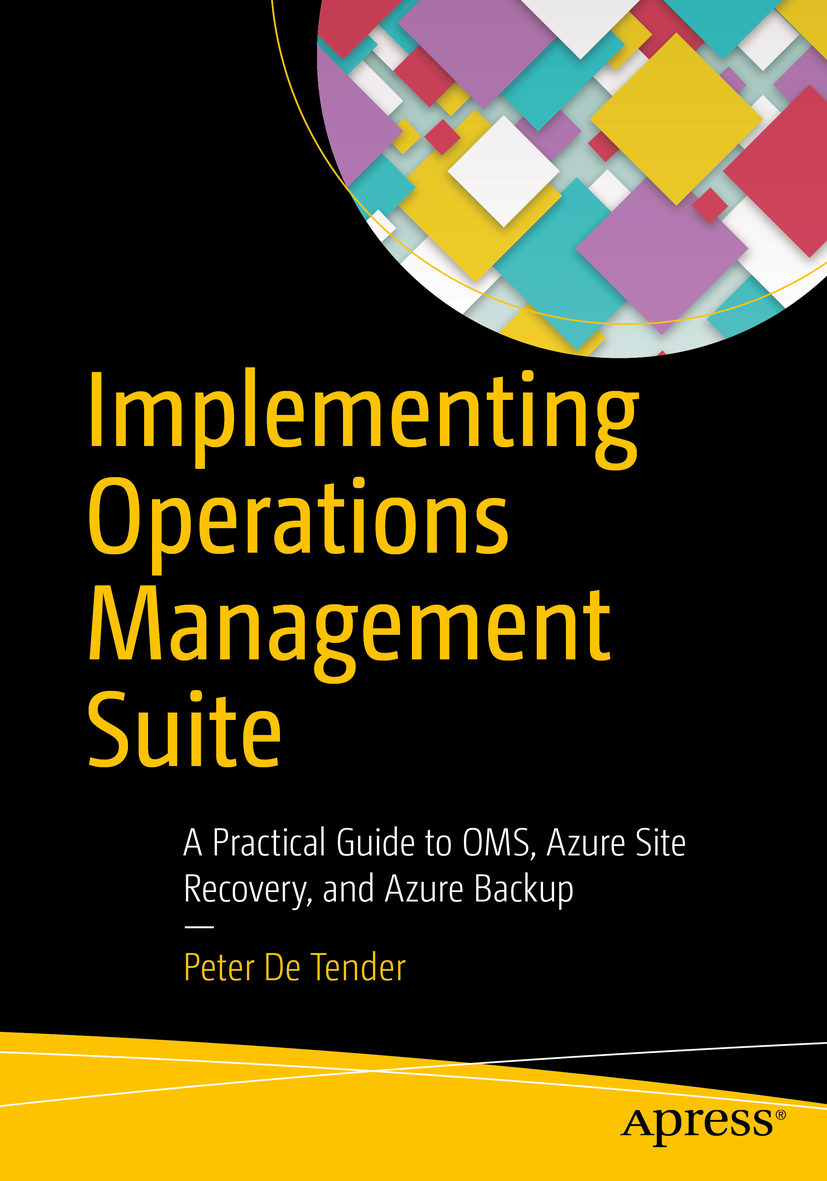 Implementing
Operations
Management
Suite
A Practical Guide to OMS, Azure Site
Recovery, and Azure Backup
—
Peter De Tender
Apress®